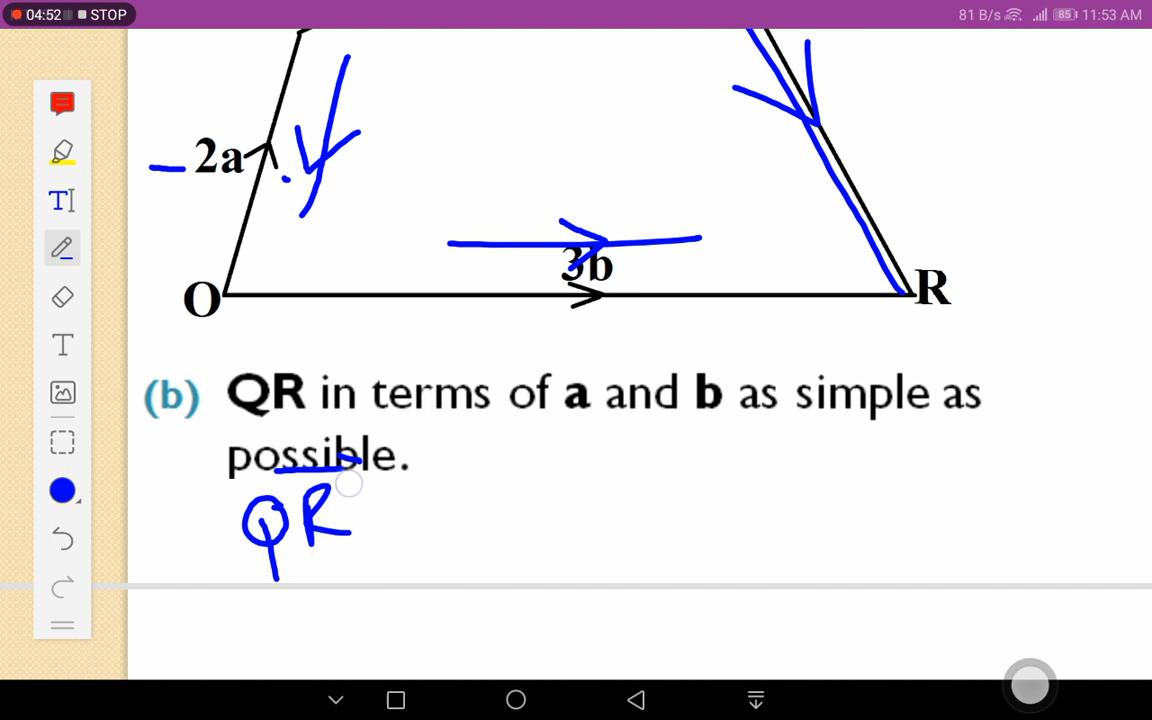 04:52 STOP 81 B/s 85 11:53 AM
_ 2a
3b
O R
(b) QR in terms of a and b as simple as
possible.
QR
T
T